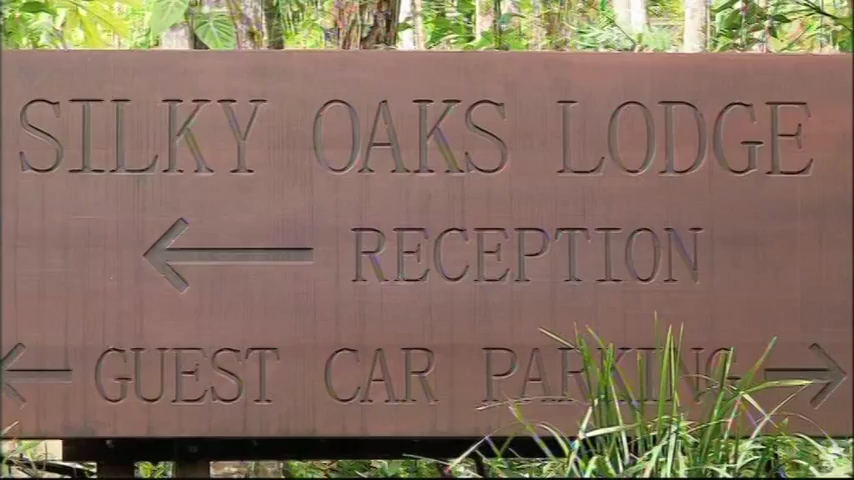 SILKY OAKS LODGE
← RECEPTION
← GUEST CAR PARKING →